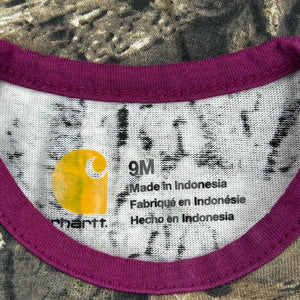 9M
Made in Indonesia
Fabriqué en Indonésie
Hecho en Indonesia
carhartt